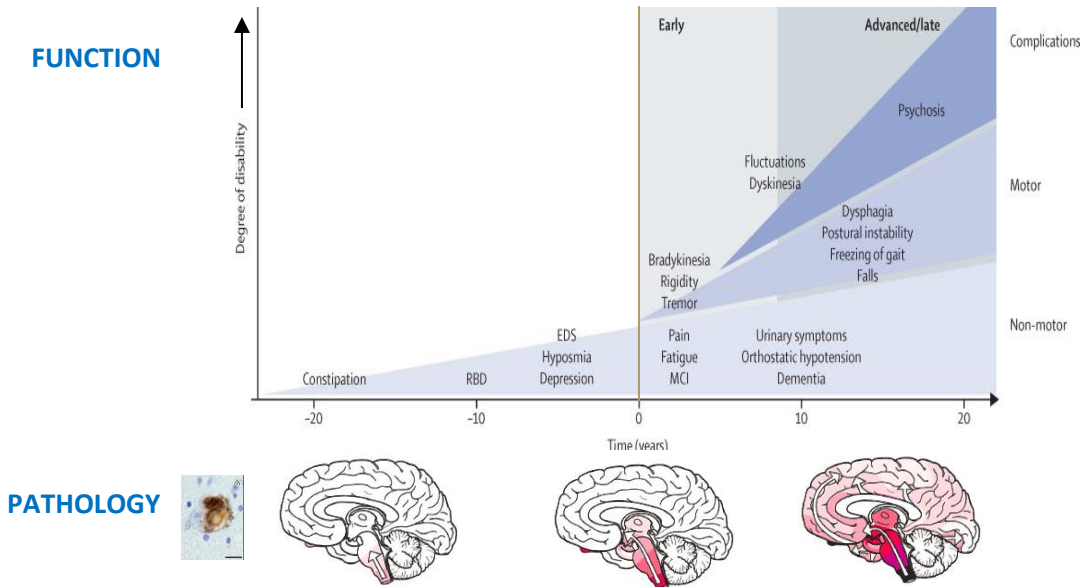 FUNCTION
Degree of disability
Early
Advanced/late
Complications
Psychosis
Fluctuations
Dyskinesia
Motor
Dysphagia
Postural instability
Freezing of gait
Falls
Bradykinesia
Rigidity
Tremor
Non-motor
EDS
Hyposmia
Depression
Pain
Fatigue
MCI
Urinary symptoms
Orthostatic hypotension
Dementia
Constipation
RBD
−20
−10
0
10
20
Time (years)
PATHOLOGY